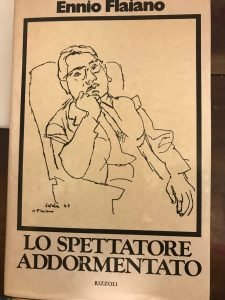 Ennio Flaiano
LO SPETTATORE
ADDORMENTATO
RIZZOLI